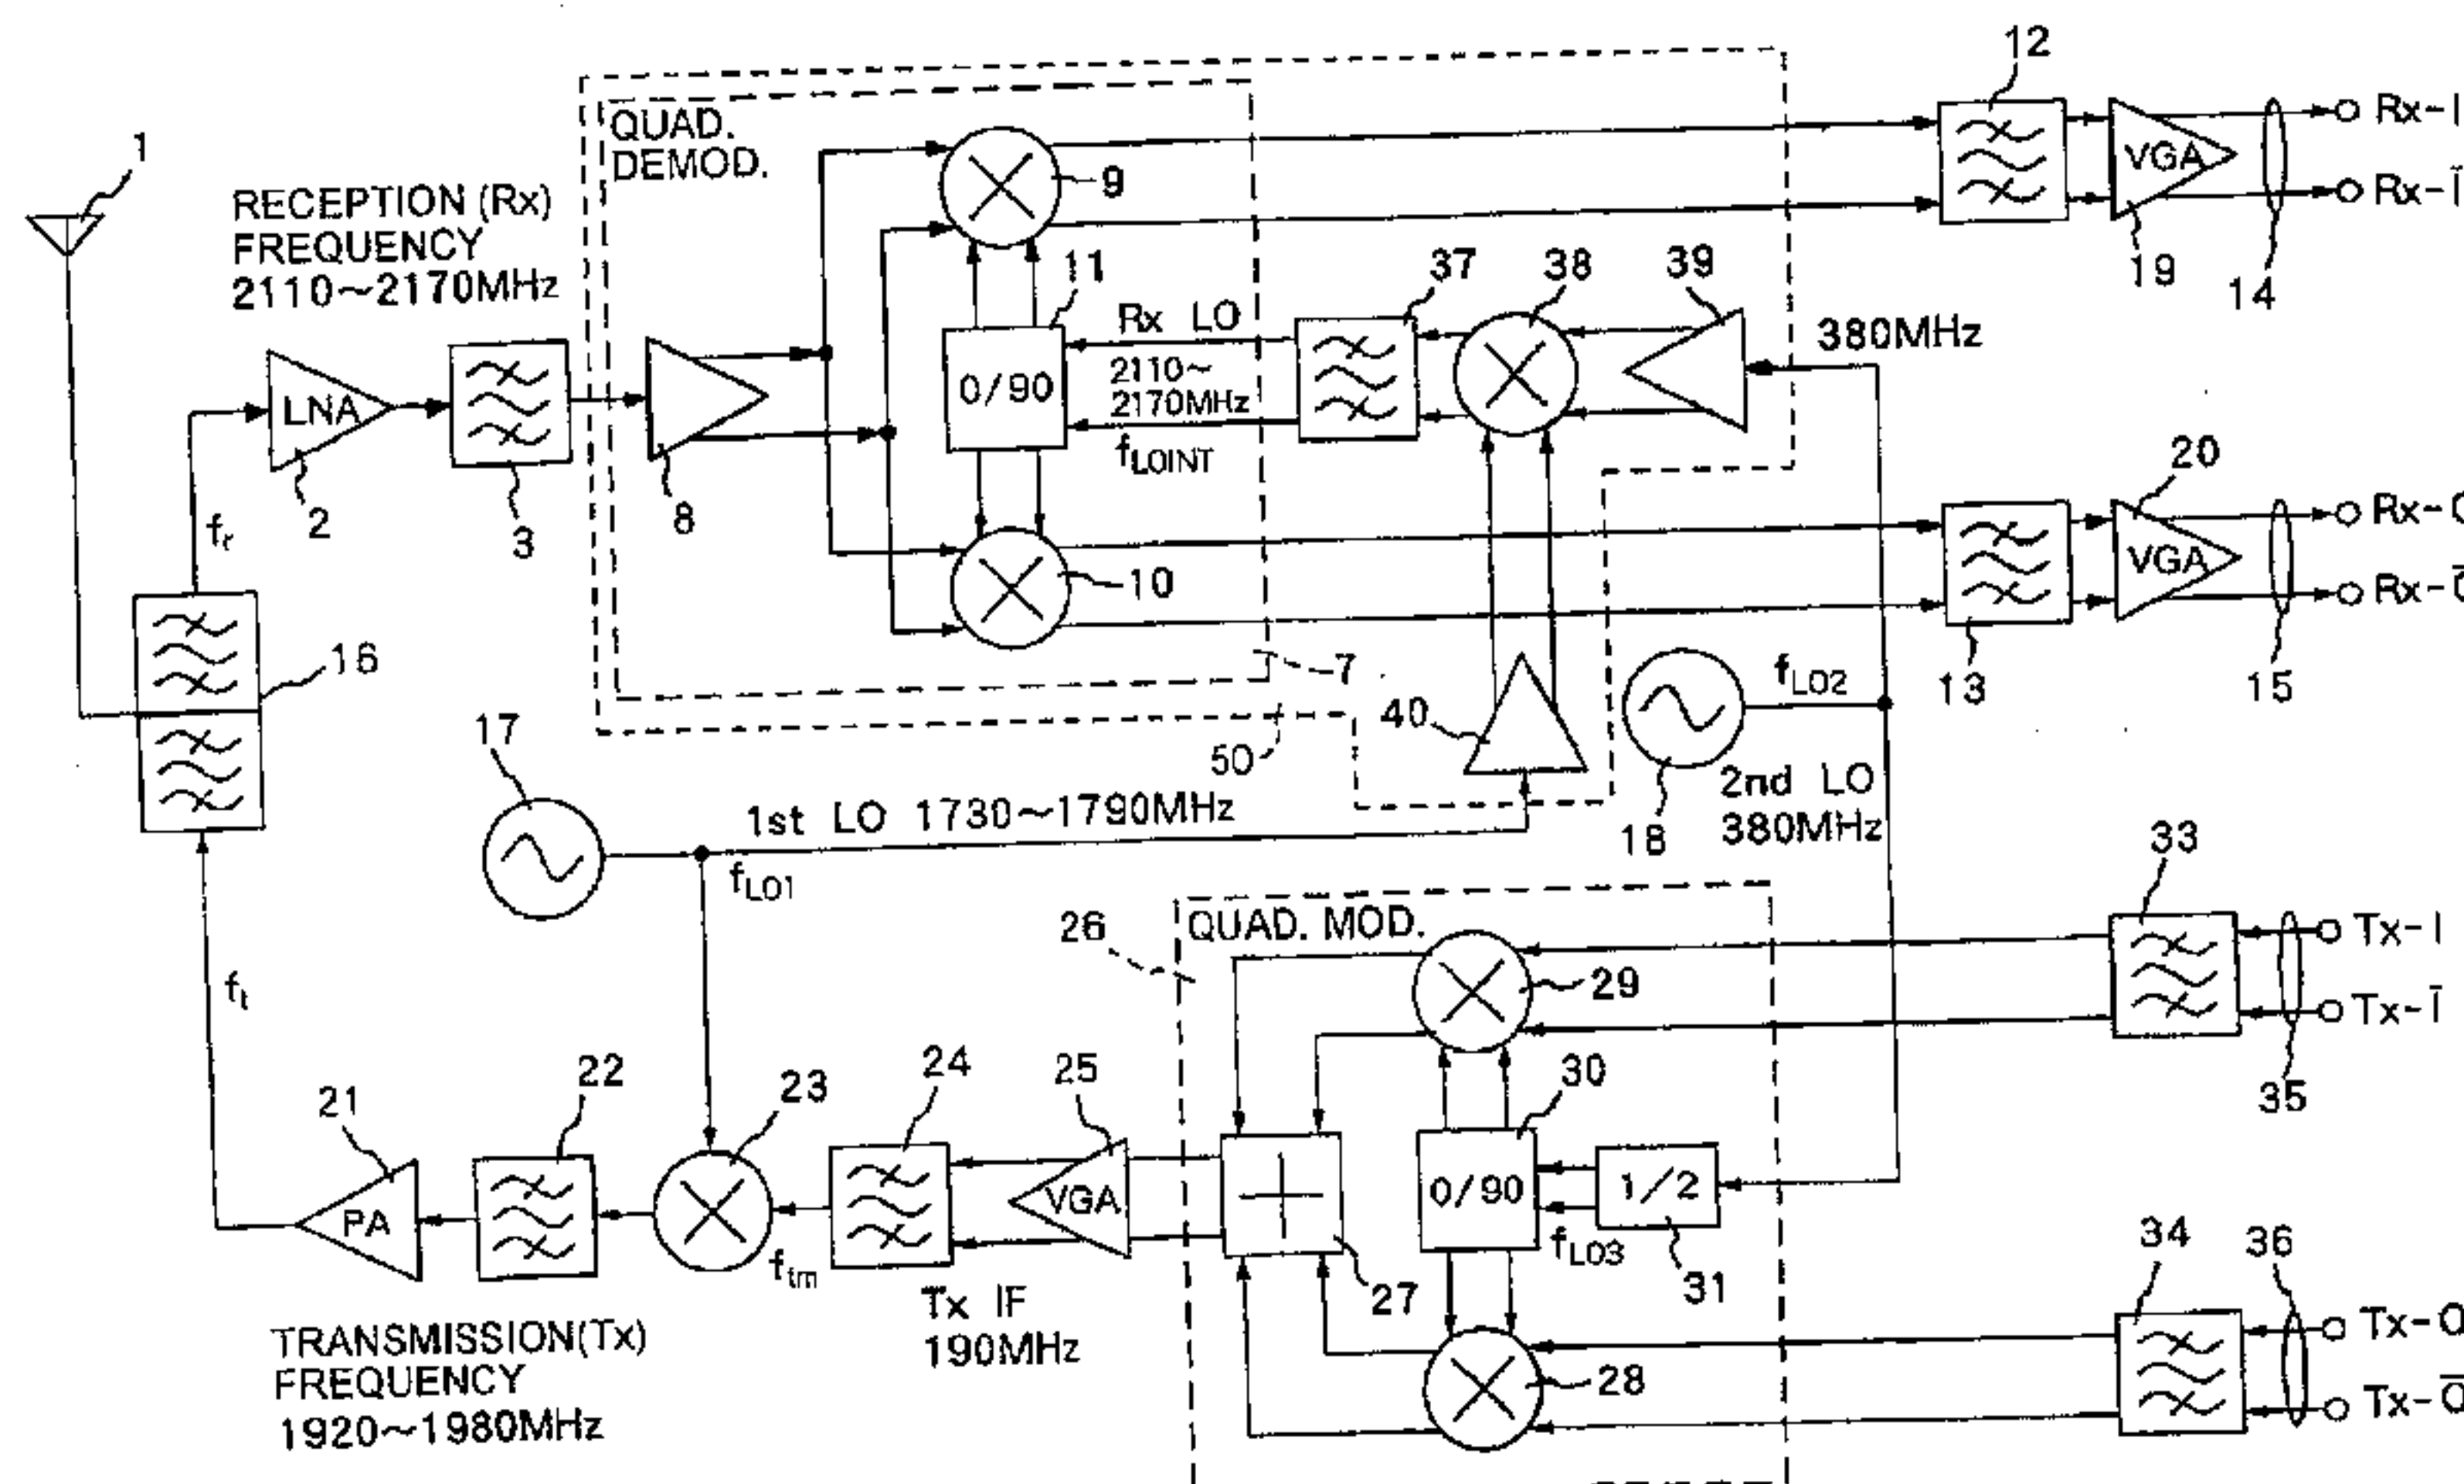 1
RECEPTION (Rx)
FREQUENCY
2110~2170MHz
LNA
2
3
fr
16
QUAD.
DEMOD.
8
9
11
0/90
10
7
50
Rx LO
2110~
2170MHz
fLOINT
37
38
39
380MHz
40
12
VGA
19
14
Rx-I
Rx-Ī
13
20
VGA
15
fLO2
18
2nd LO
380MHz
17
1st LO 1730~1790MHz
fLO1
ft
21
PA
22
23
ftm
24
25
VGA
Tx IF
190MHz
TRANSMISSION(Tx)
FREQUENCY
1920~1980MHz
26
QUAD. MOD.
27
29
30
0/90
fLO3
1/2
31
28
33
35
Tx-I
Tx-Ī
34
36